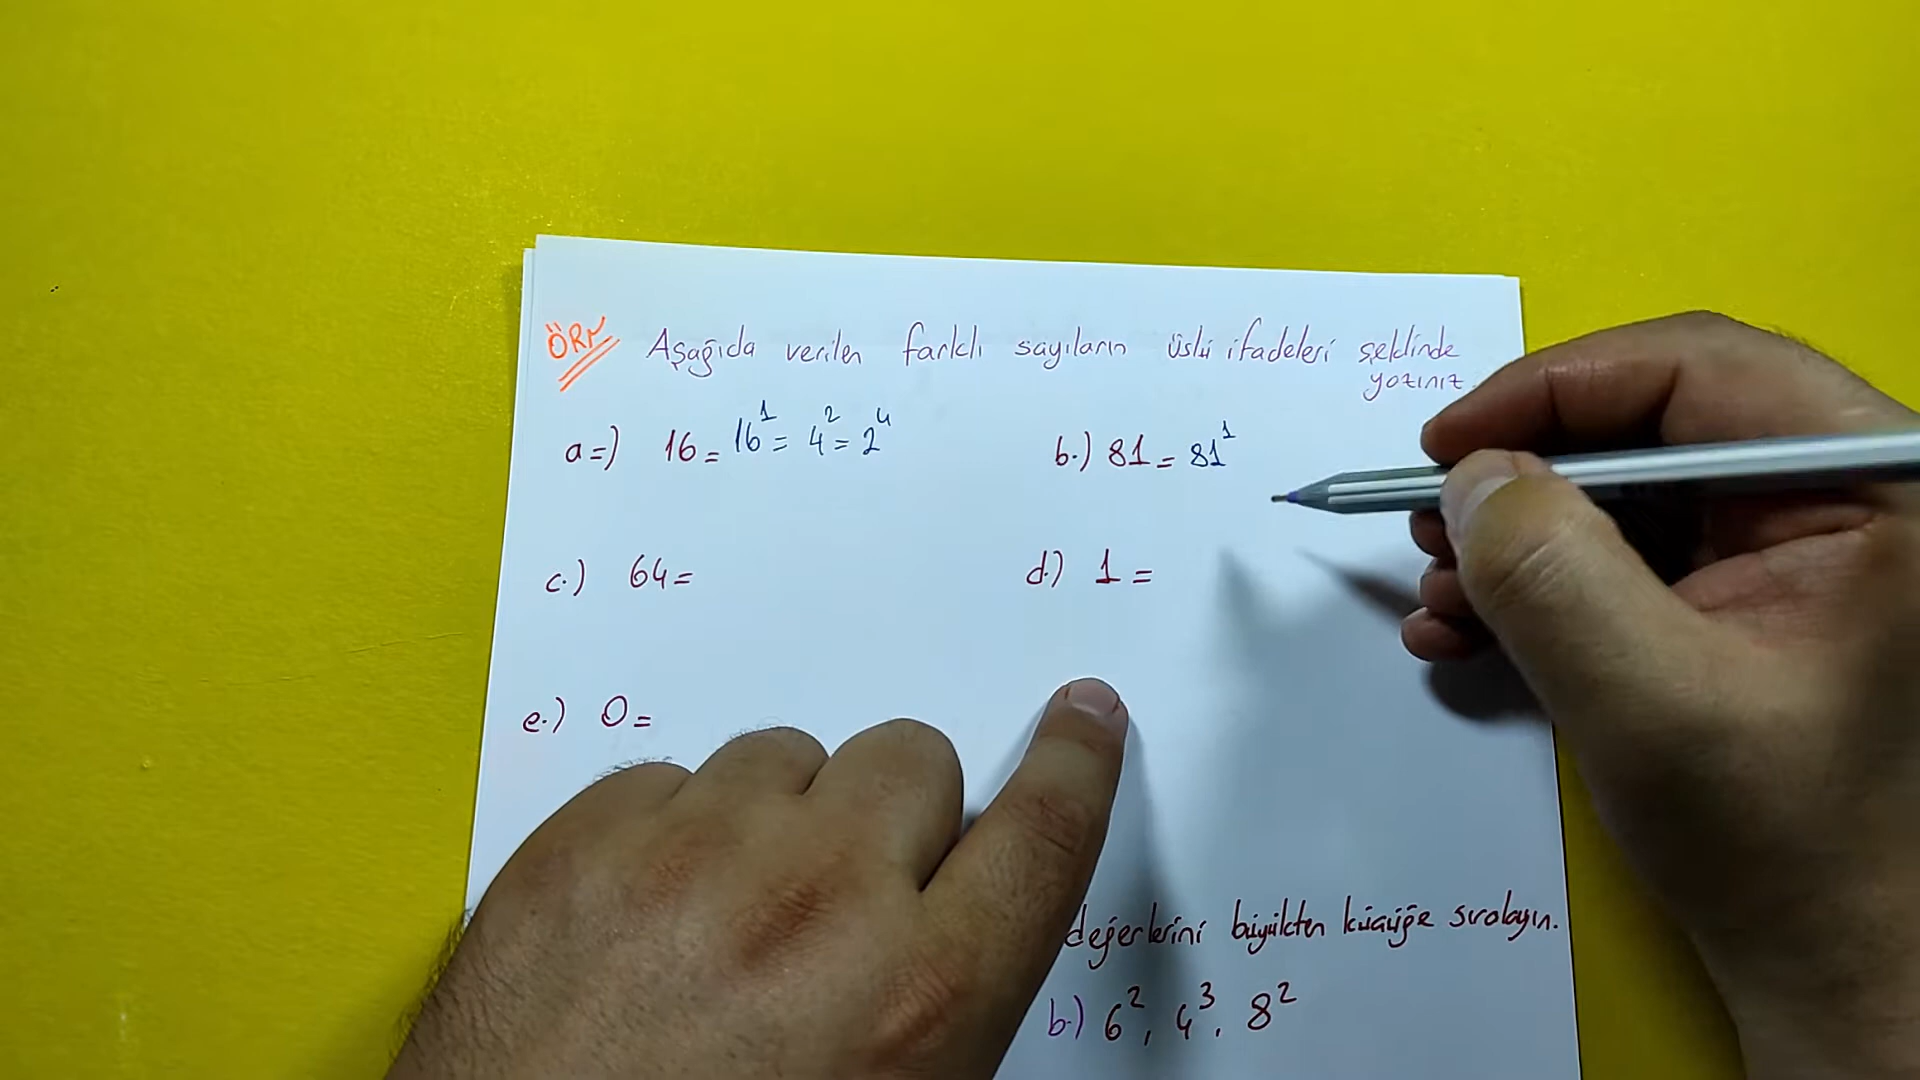 ÖRN Aşağıda verilen farklı sayıların üslü ifadeleri şeklinde
yazınız.
a=) 16 = 16¹ = 4² = 2⁴
b.) 81 = 81¹
c.) 64 =
d.) 1 =
e.) 0 =
değerlerini büyükten küçüğe sıralayın.
b.) 6², 4³, 8²